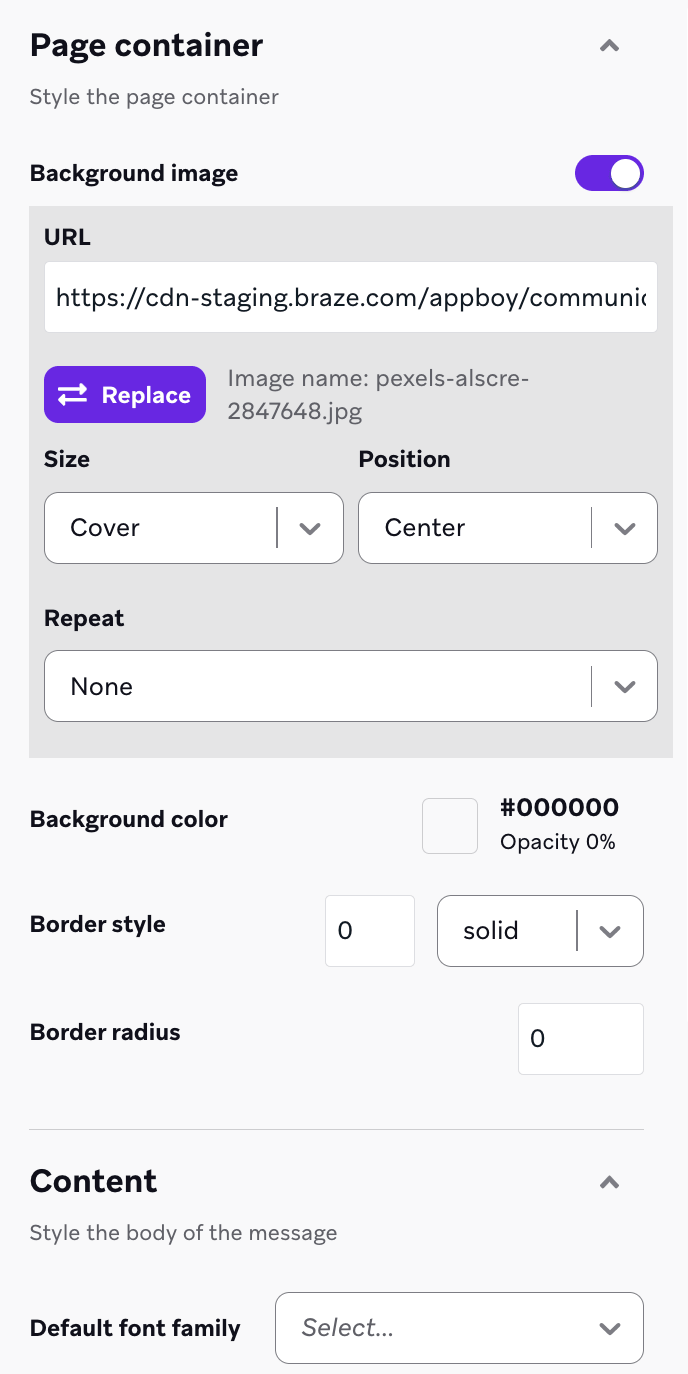 Page container
Style the page container
Background image
URL
https://cdn-staging.braze.com/appboy/communic
Replace
Image name: pexels-alscre-
2847648.jpg
Size
Position
Cover
Center
Repeat
None
Background color
#000000
Opacity 0%
Border style
0
solid
Border radius
0
Content
Style the body of the message
Default font family
Select...